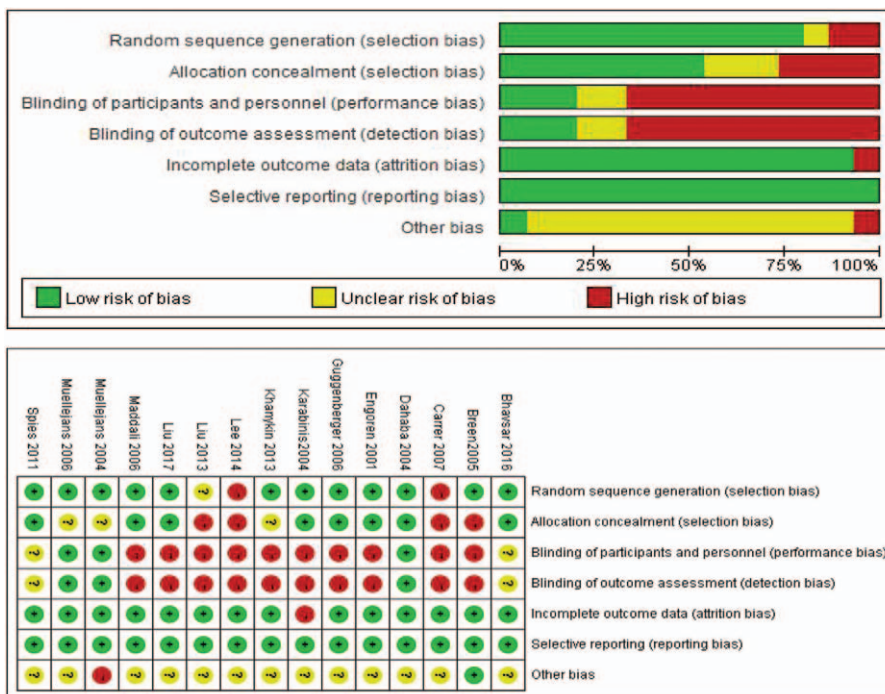 Random sequence generation (selection bias)
Allocation concealment (selection bias)
Blinding of participants and personnel (performance bias)
Blinding of outcome assessment (detection bias)
Incomplete outcome data (attrition bias)
Selective reporting (reporting bias)
Other bias
0% 25% 50% 75% 100%
Low risk of bias Unclear risk of bias High risk of bias
Spies 2011
Muellejans 2006
Muellejans 2004
Maddali 2006
Liu 2017
Liu 2013
Lee 2014
Khanykin 2013
Karabinis2004
Guggenberger 2006
Engoren 2001
Dahaba 2004
Carrer 2007
Breen2005
Bhavsar 2016
+ + + + + ? - + + + + + - + + Random sequence generation (selection bias)
+ ? ? + + - - ? + + + + - - + Allocation concealment (selection bias)
? + + - - - - - - - - + - - ? Blinding of participants and personnel (performance bias)
? + + - - - - - - - - + - - ? Blinding of outcome assessment (detection bias)
+ + + + + + + + - + + + + + + Incomplete outcome data (attrition bias)
+ + + + + + + + + + + + + + + Selective reporting (reporting bias)
? ? - ? ? ? ? ? ? ? ? ? ? + ? Other bias